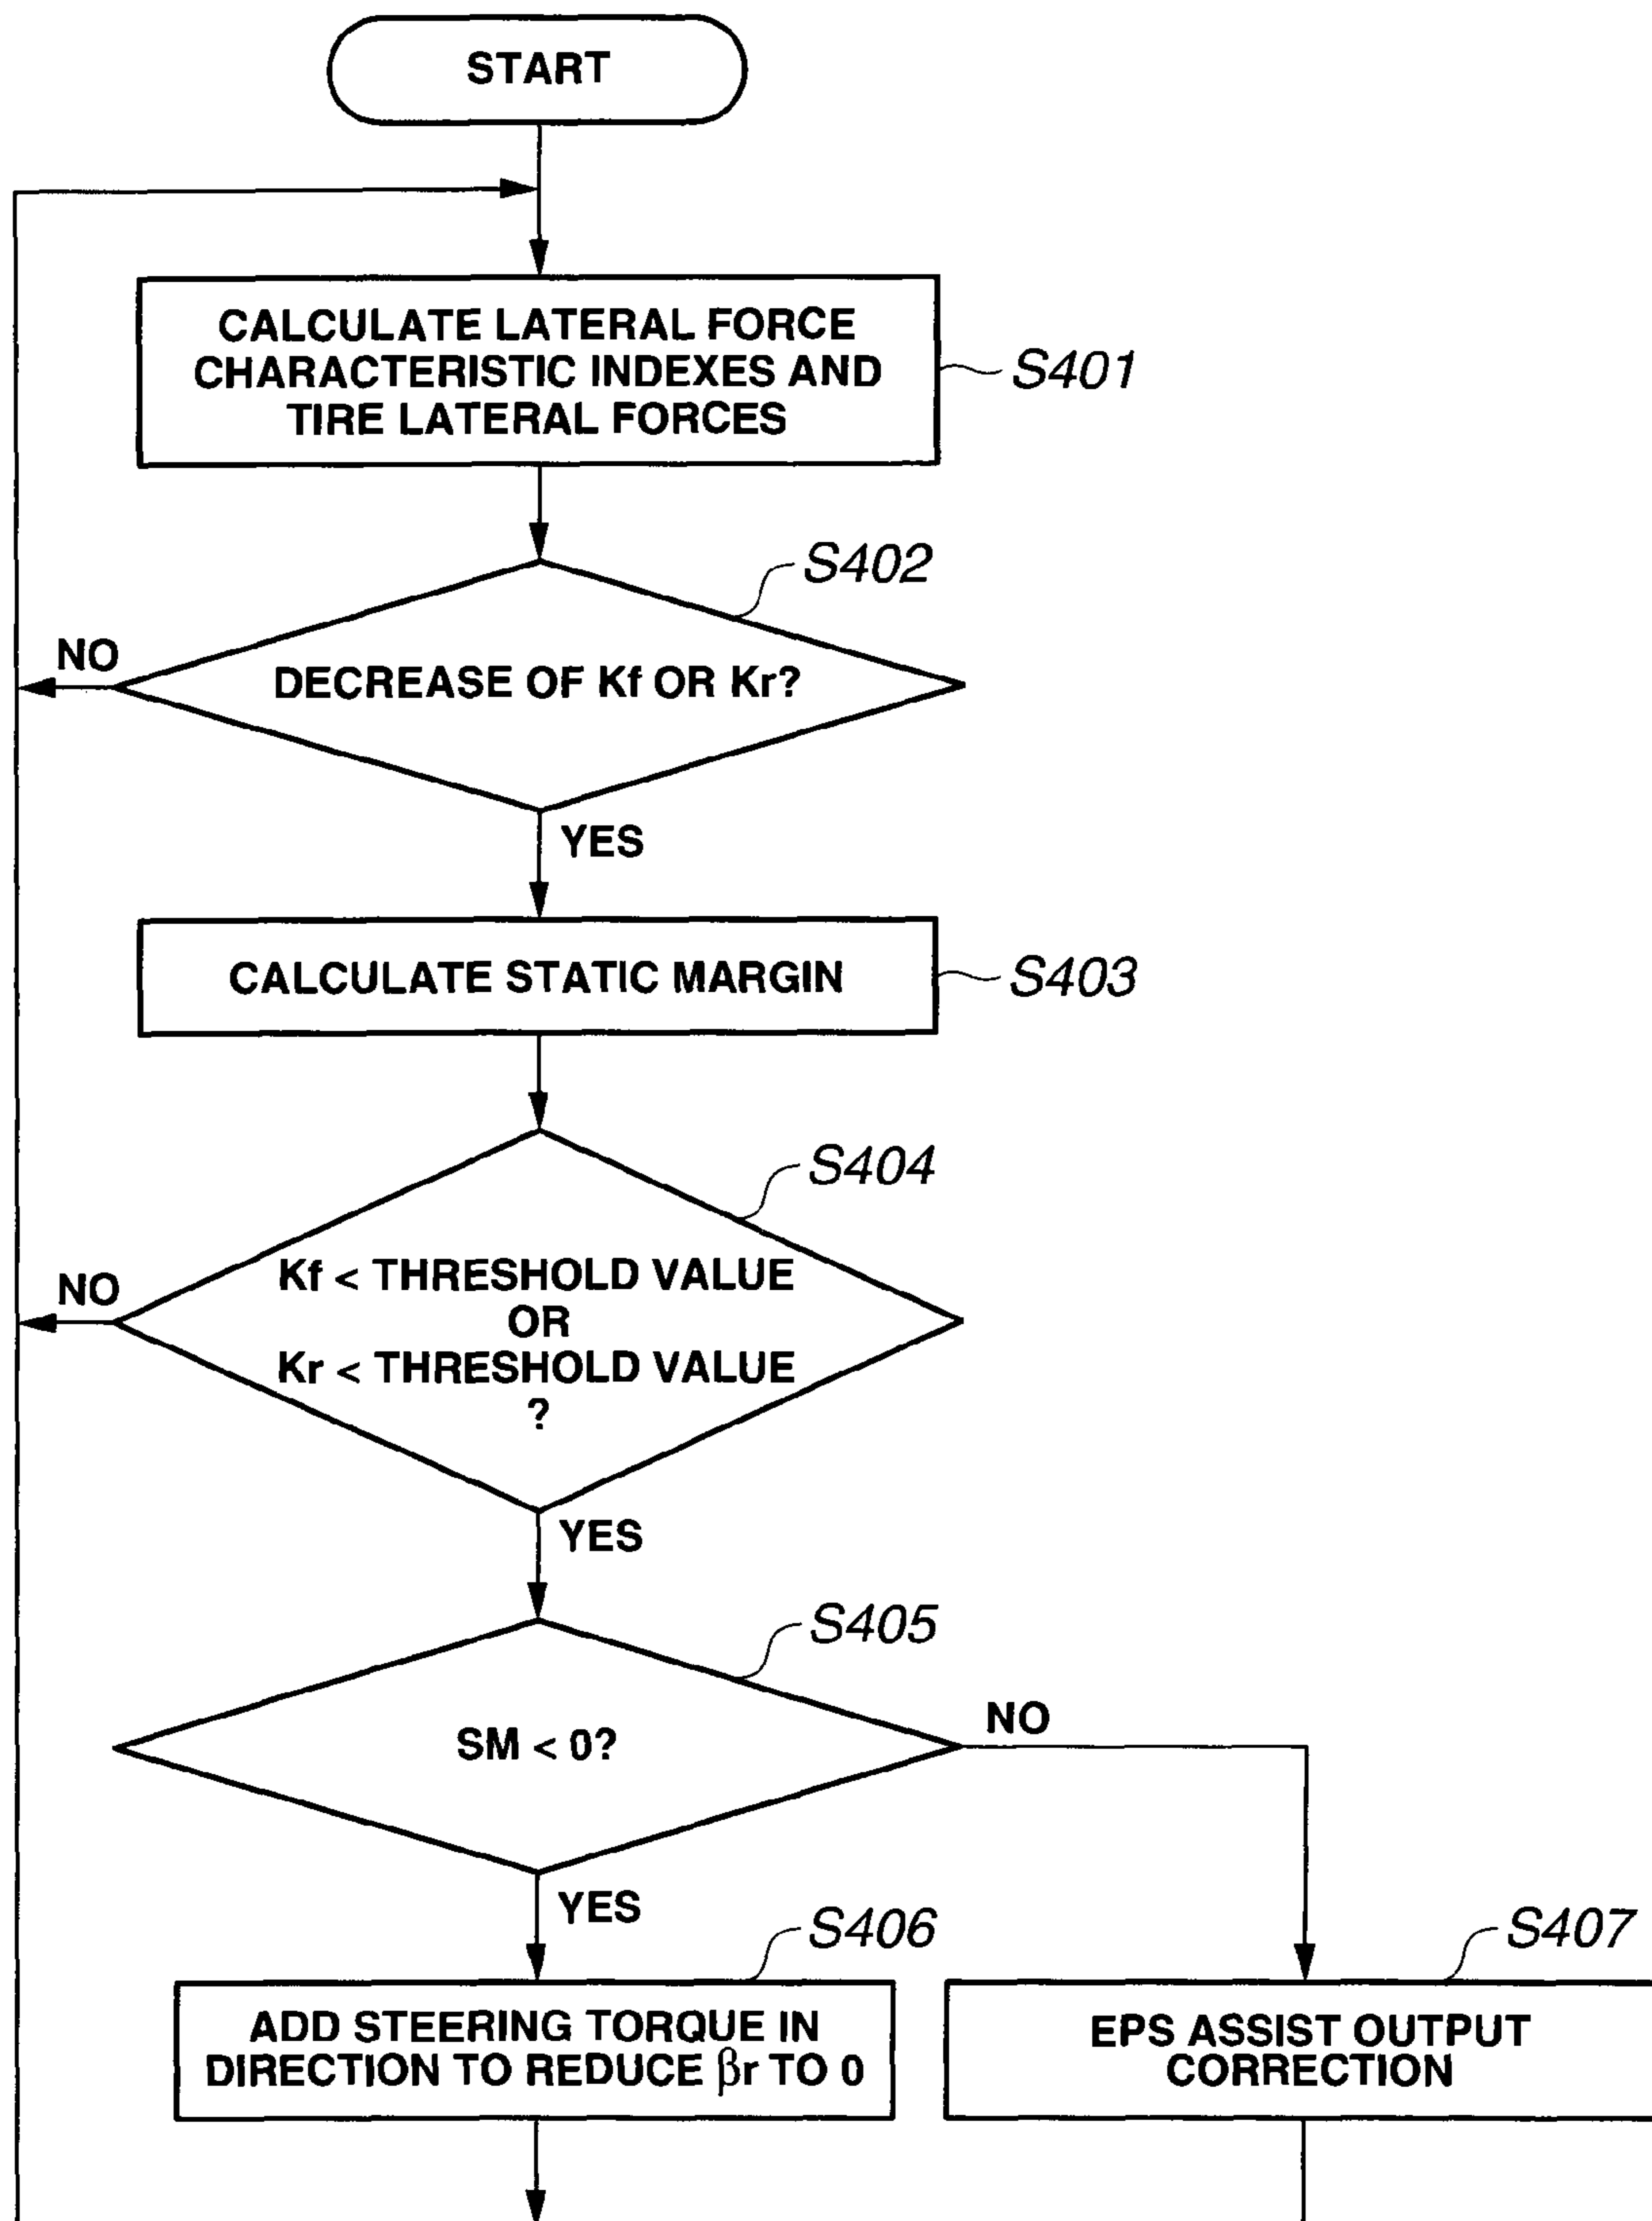 START
CALCULATE LATERAL FORCE
CHARACTERISTIC INDEXES AND
TIRE LATERAL FORCES
S401
S402
NO
DECREASE OF Kf OR Kr?
YES
CALCULATE STATIC MARGIN
S403
S404
NO
Kf < THRESHOLD VALUE
OR
Kr < THRESHOLD VALUE
?
YES
S405
SM < 0?
NO
YES
S406
S407
ADD STEERING TORQUE IN
DIRECTION TO REDUCE βr TO 0
EPS ASSIST OUTPUT
CORRECTION